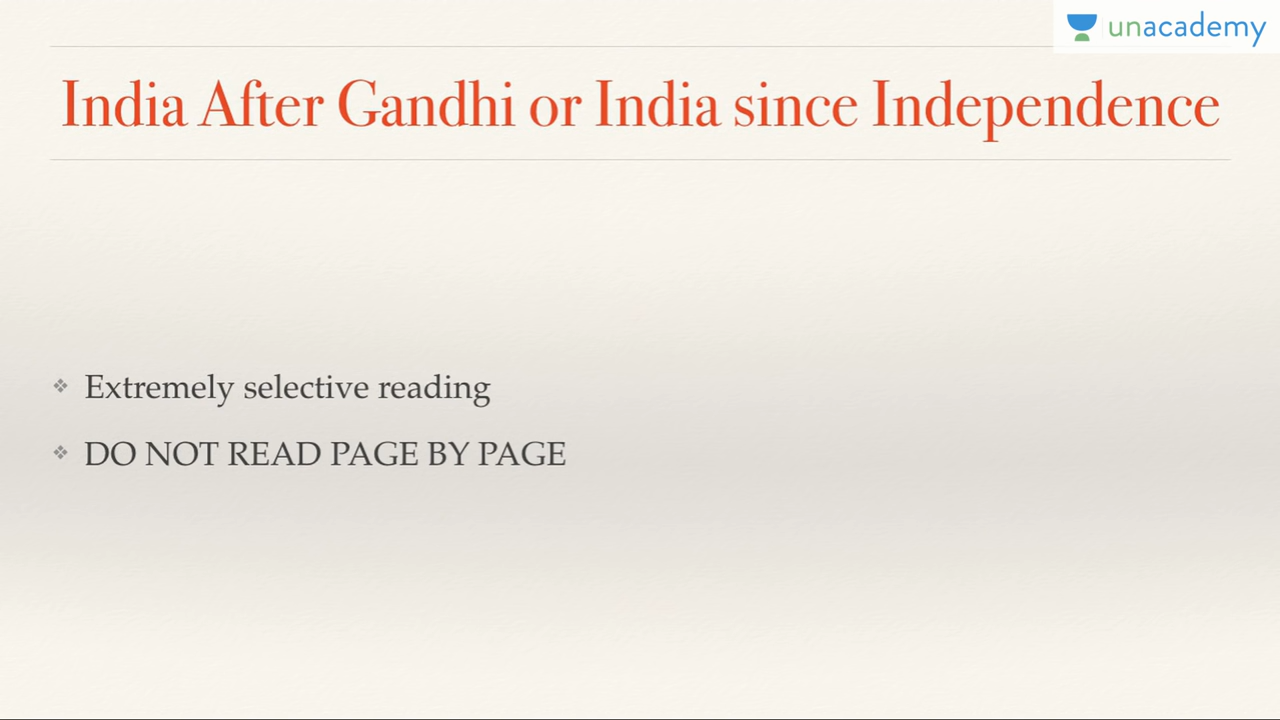 unacademy
India After Gandhi or India since Independence
Extremely selective reading
DO NOT READ PAGE BY PAGE